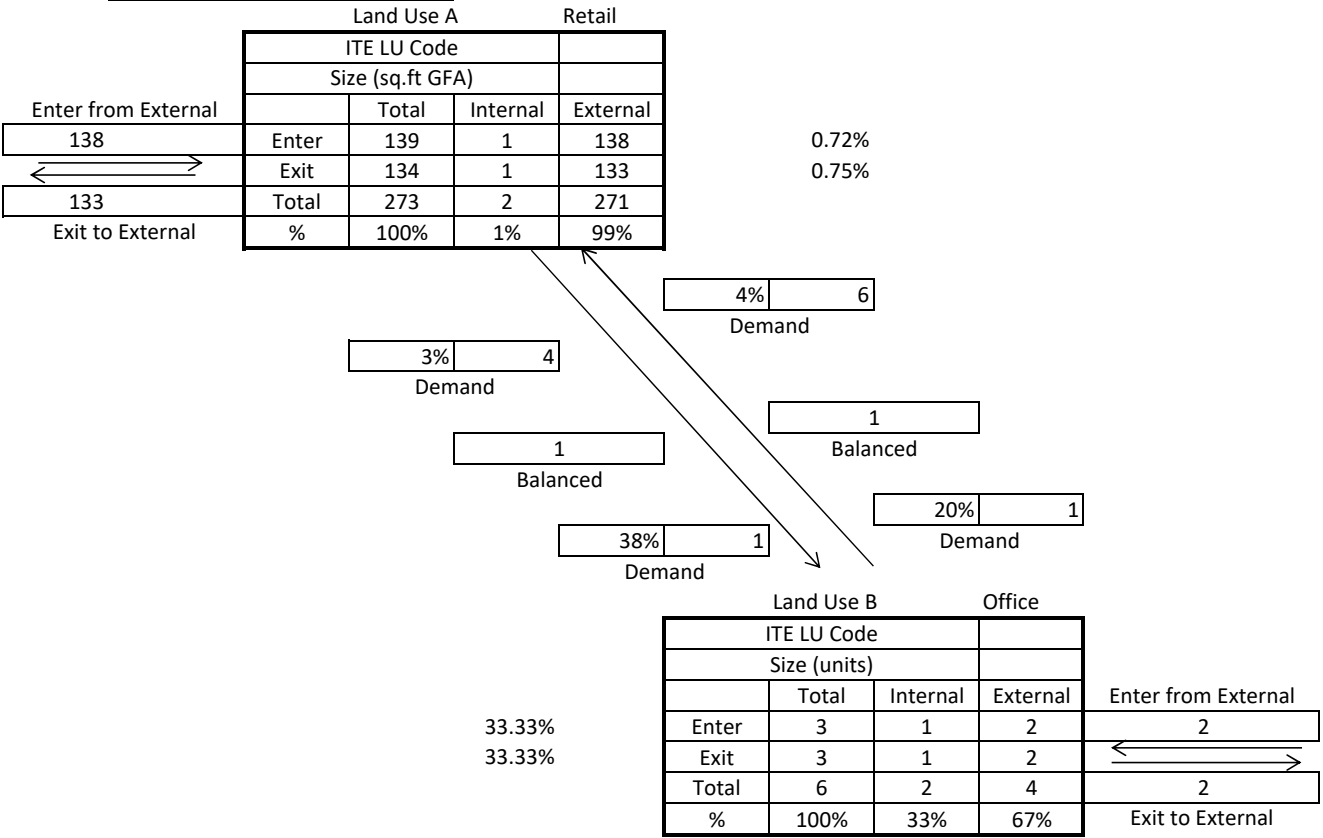 Land Use A Retail
ITE LU Code
Size (sq.ft GFA)
Enter from External Total Internal External
138 Enter 139 1 138 0.72%
Exit 134 1 133 0.75%
133 Total 273 2 271
Exit to External % 100% 1% 99%
4% 6
Demand
3% 4
Demand
1
Balanced
1
Balanced
20% 1
Demand
38% 1
Demand
Land Use B Office
ITE LU Code
Size (units)
Total Internal External Enter from External
33.33% Enter 3 1 2 2
33.33% Exit 3 1 2
Total 6 2 4 2
% 100% 33% 67% Exit to External